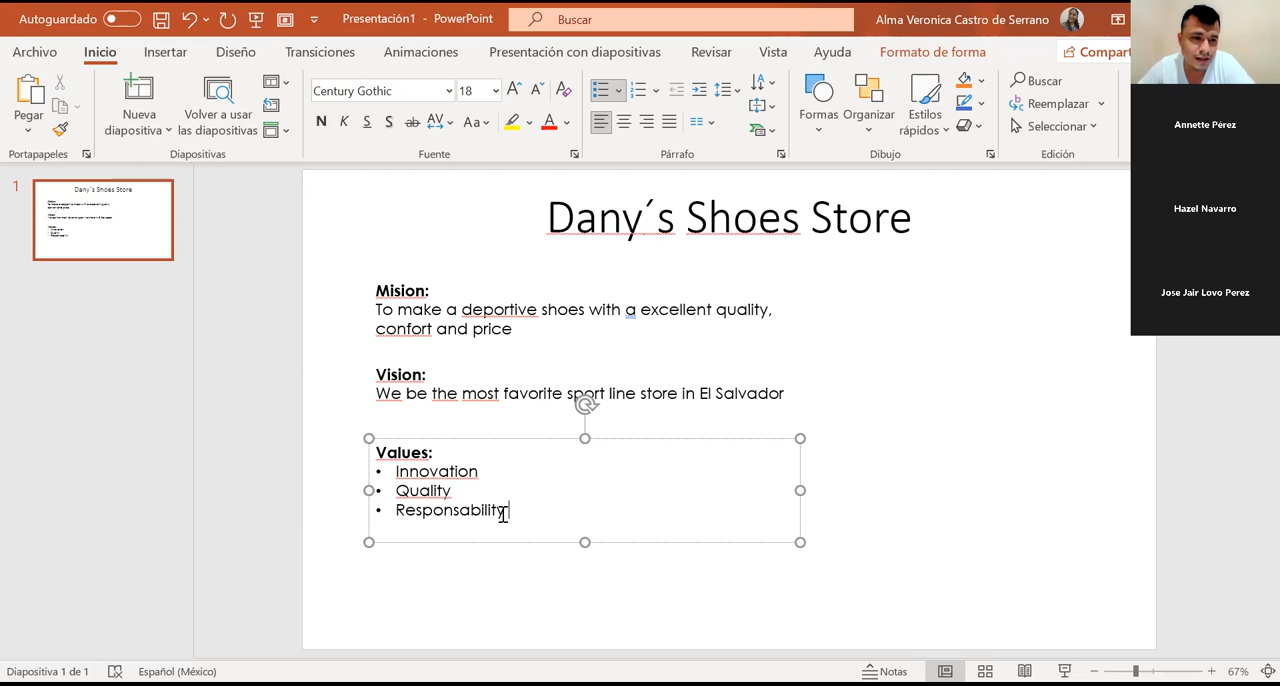 Autoguardado
Presentación1 - PowerPoint
Buscar
Alma Veronica Castro de Serrano
Archivo Inicio Insertar Diseño Transiciones Animaciones Presentación con diapositivas Revisar Vista Ayuda Formato de forma
Pegar
Portapapeles
Nueva diapositiva
Volver a usar las diapositivas
Diapositivas
Century Gothic 18
N K S S ab AV Aa A
Fuente
Párrafo
Formas
Organizar
Estilos rápidos
Dibujo
Buscar
Reemplazar
Seleccionar
Edición
Annette Pérez
Hazel Navarro
Jose Jair Lovo Perez
1
Dany´s Shoes Store
Mision:
To make a deportive shoes with a excellent quality,
confort and price
Vision:
We be the most favorite sport line store in El Salvador
Values:
• Innovation
• Quality
• Responsability
Diapositiva 1 de 1
Español (México)
Notas
67%